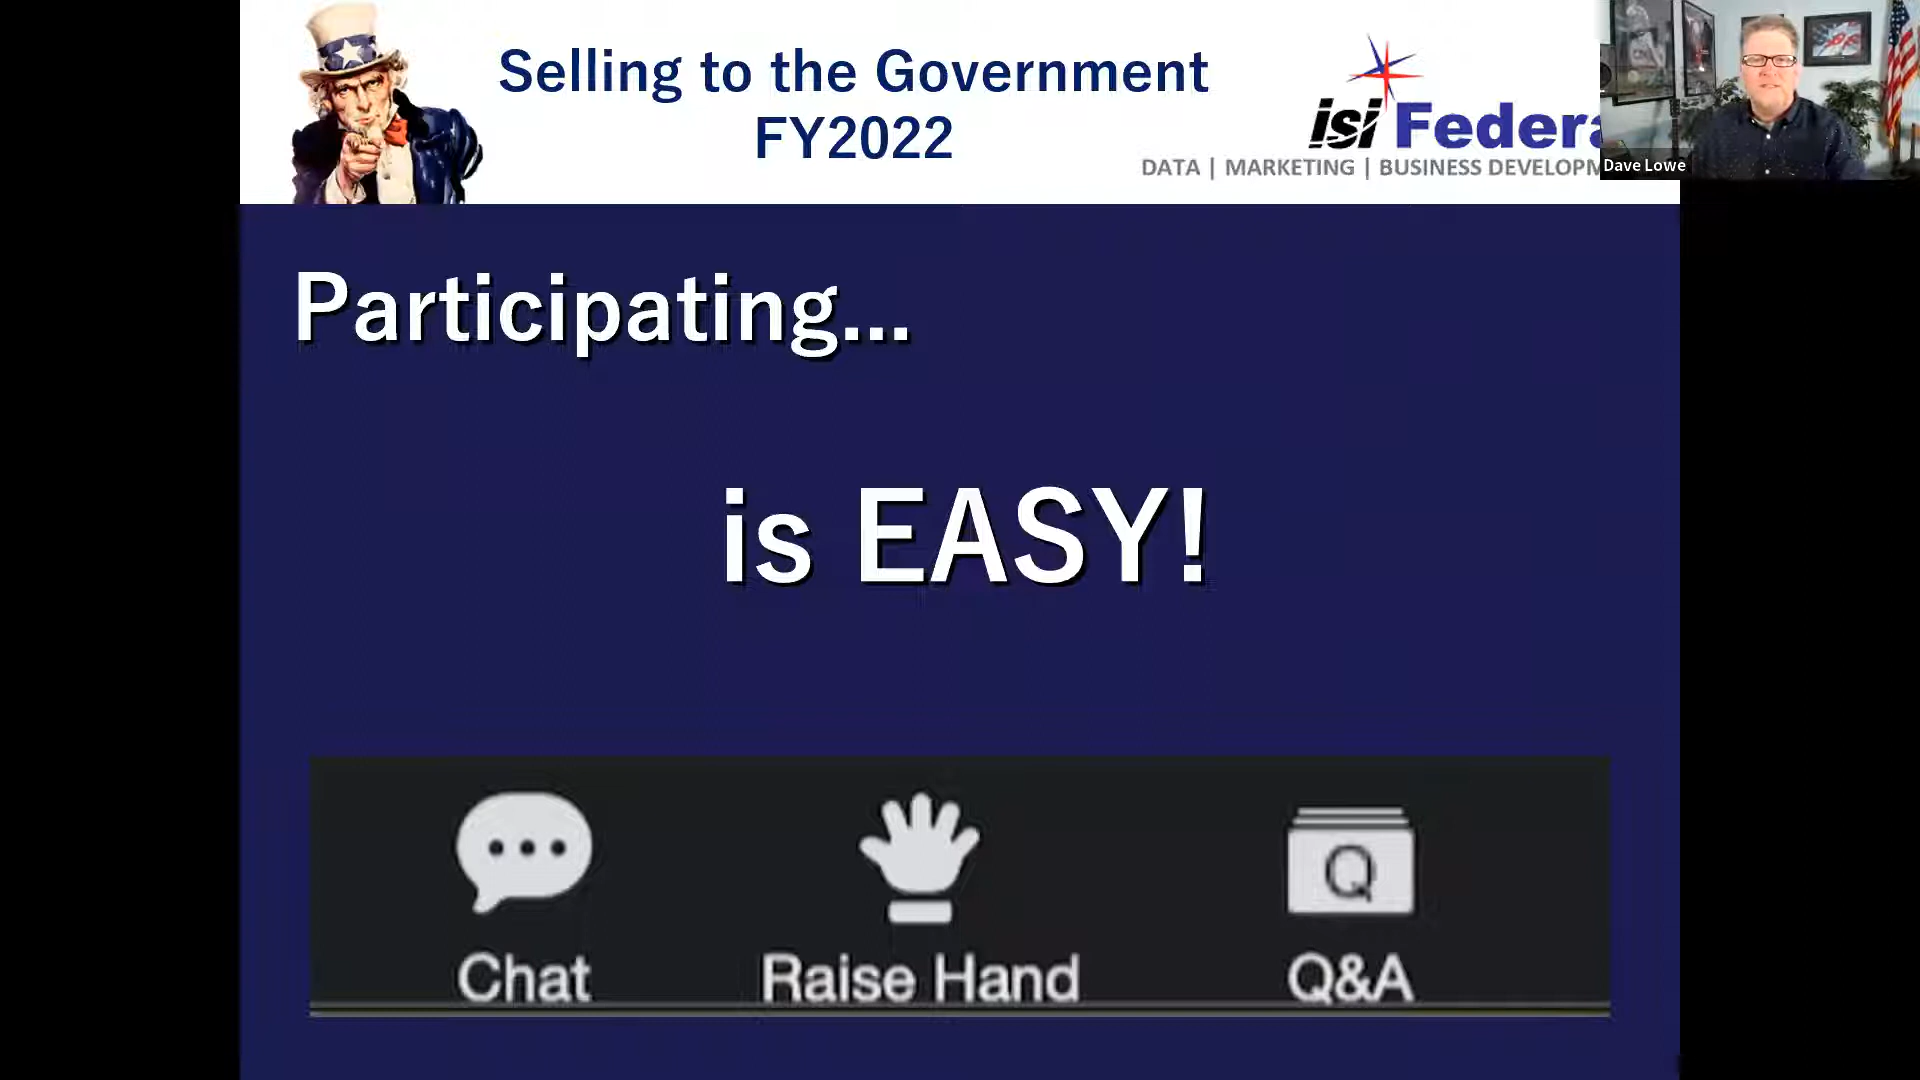 Selling to the Government
FY2022
isi Federa
DATA | MARKETING | BUSINESS DEVELOPM
Dave Lowe
Participating...
is EASY!
Q
Chat
Raise Hand
Q&A